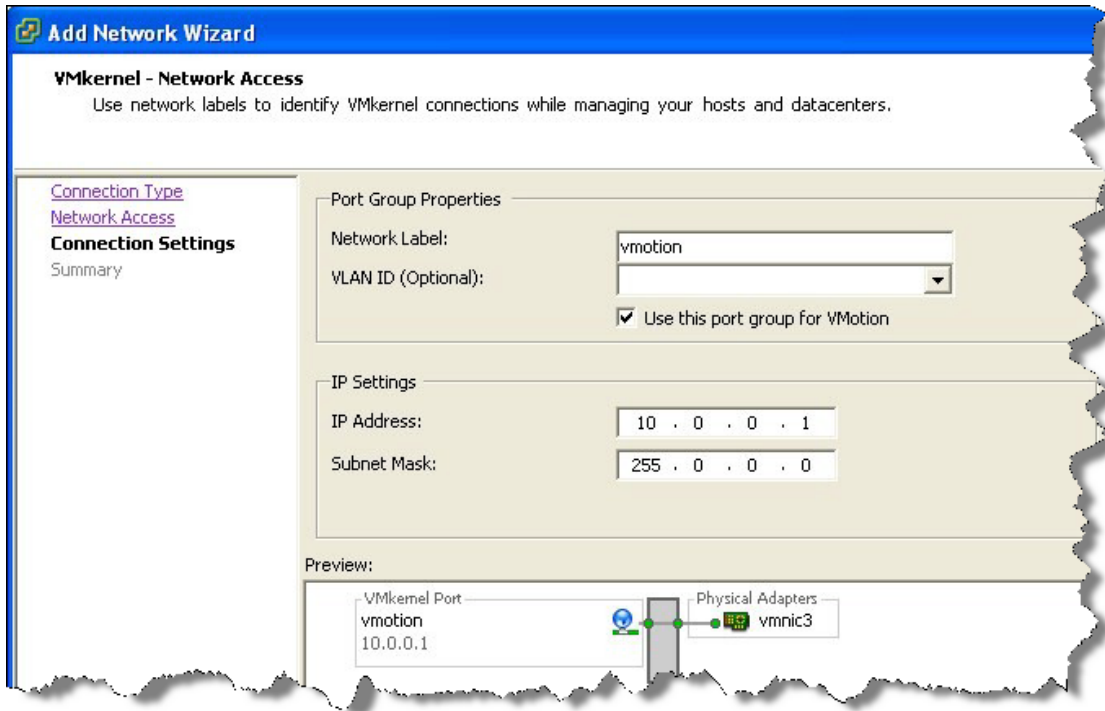 Add Network Wizard
VMkernel - Network Access
Use network labels to identify VMkernel connections while managing your hosts and datacenters.
Connection Type
Network Access
Connection Settings
Summary
Port Group Properties
Network Label:
vmotion
VLAN ID (Optional):
Use this port group for VMotion
IP Settings
IP Address:
10 . 0 . 0 . 1
Subnet Mask:
255 . 0 . 0 . 0
Preview:
VMkernel Port
vmotion
10.0.0.1
Physical Adapters
vmnic3